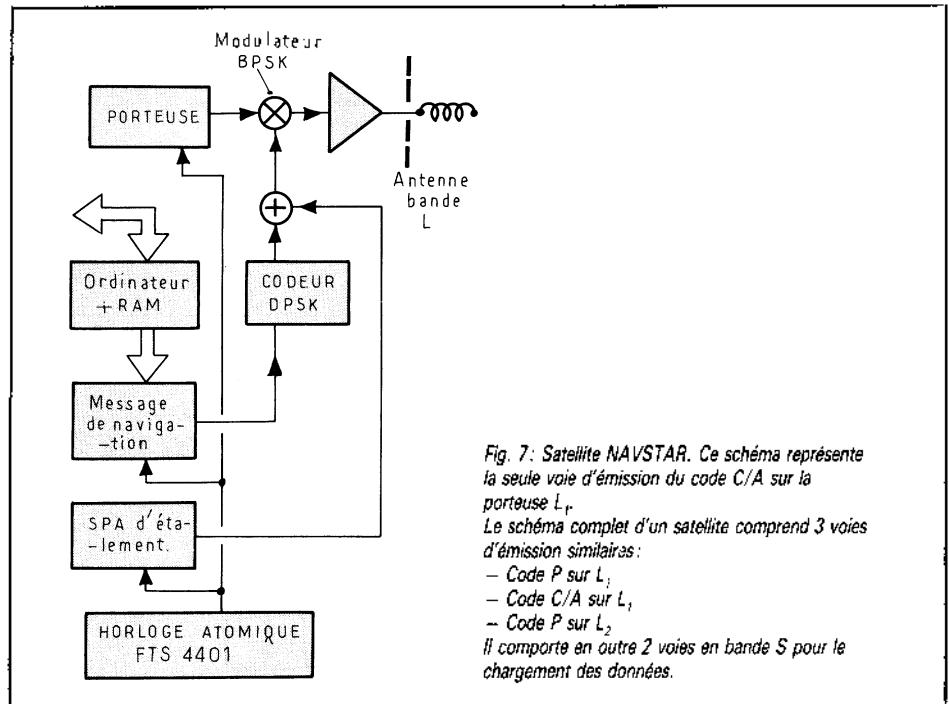 Modulateur
BPSK
PORTEUSE
Antenne
bande
L
Ordinateur
+ RAM
CODEUR
DPSK
Message
de naviga-
-tion
SPA d'éta-
-lement.
HORLOGE ATOMIQUE
FTS 4401
Fig. 7: Satellite NAVSTAR. Ce schéma représente
la seule voie d'émission du code C/A sur la
porteuse L₁.
Le schéma complet d'un satellite comprend 3 voies
d'émission similaires :
– Code P sur L₁
– Code C/A sur L₁
– Code P sur L₂
Il comporte en outre 2 voies en bande S pour le
chargement des données.